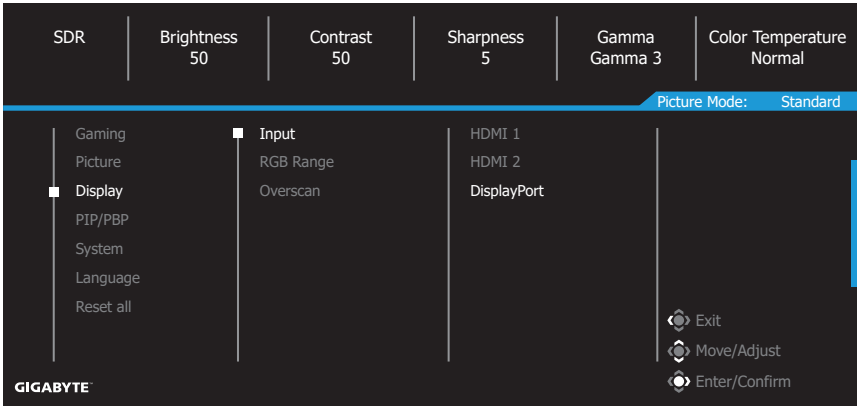 SDR Brightness Contrast Sharpness Gamma Color Temperature
50 50 5 Gamma 3 Normal
Picture Mode: Standard
Gaming Input HDMI 1
Picture RGB Range HDMI 2
Display Overscan DisplayPort
PIP/PBP
System
Language
Reset all
Exit
Move/Adjust
Enter/Confirm
GIGABYTE™